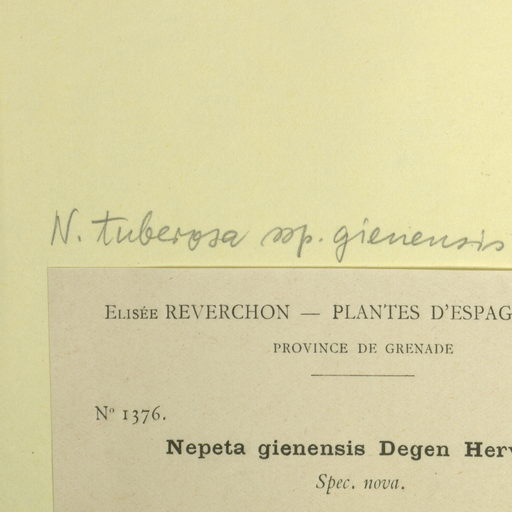 N. tuberosa ssp. gienensis
ELISÉE REVERCHON — PLANTES D'ESPAG
PROVINCE DE GRENADE
Nº 1376.
Nepeta gienensis Degen Herv
Spec. nova.